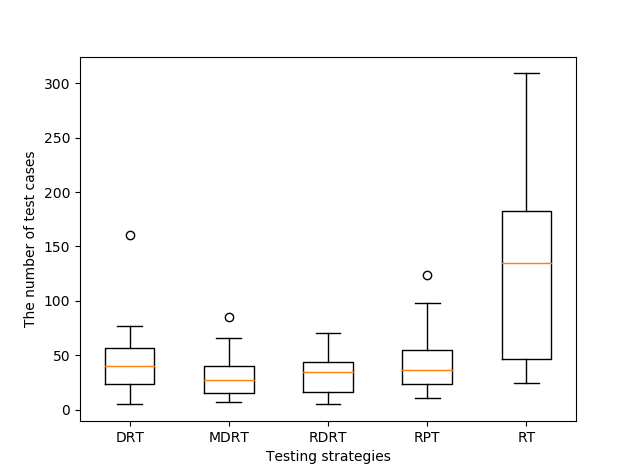 The number of test cases
300
250
200
150
100
50
0
DRT MDRT RDRT RPT RT
Testing strategies